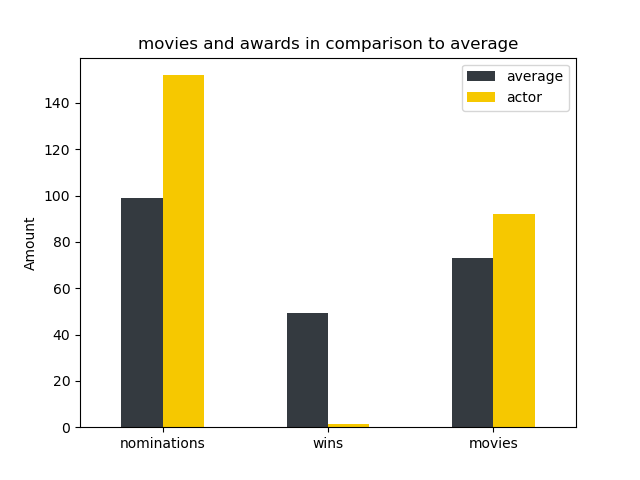 movies and awards in comparison to average
average
actor
Amount
140
120
100
80
60
40
20
0
nominations wins movies